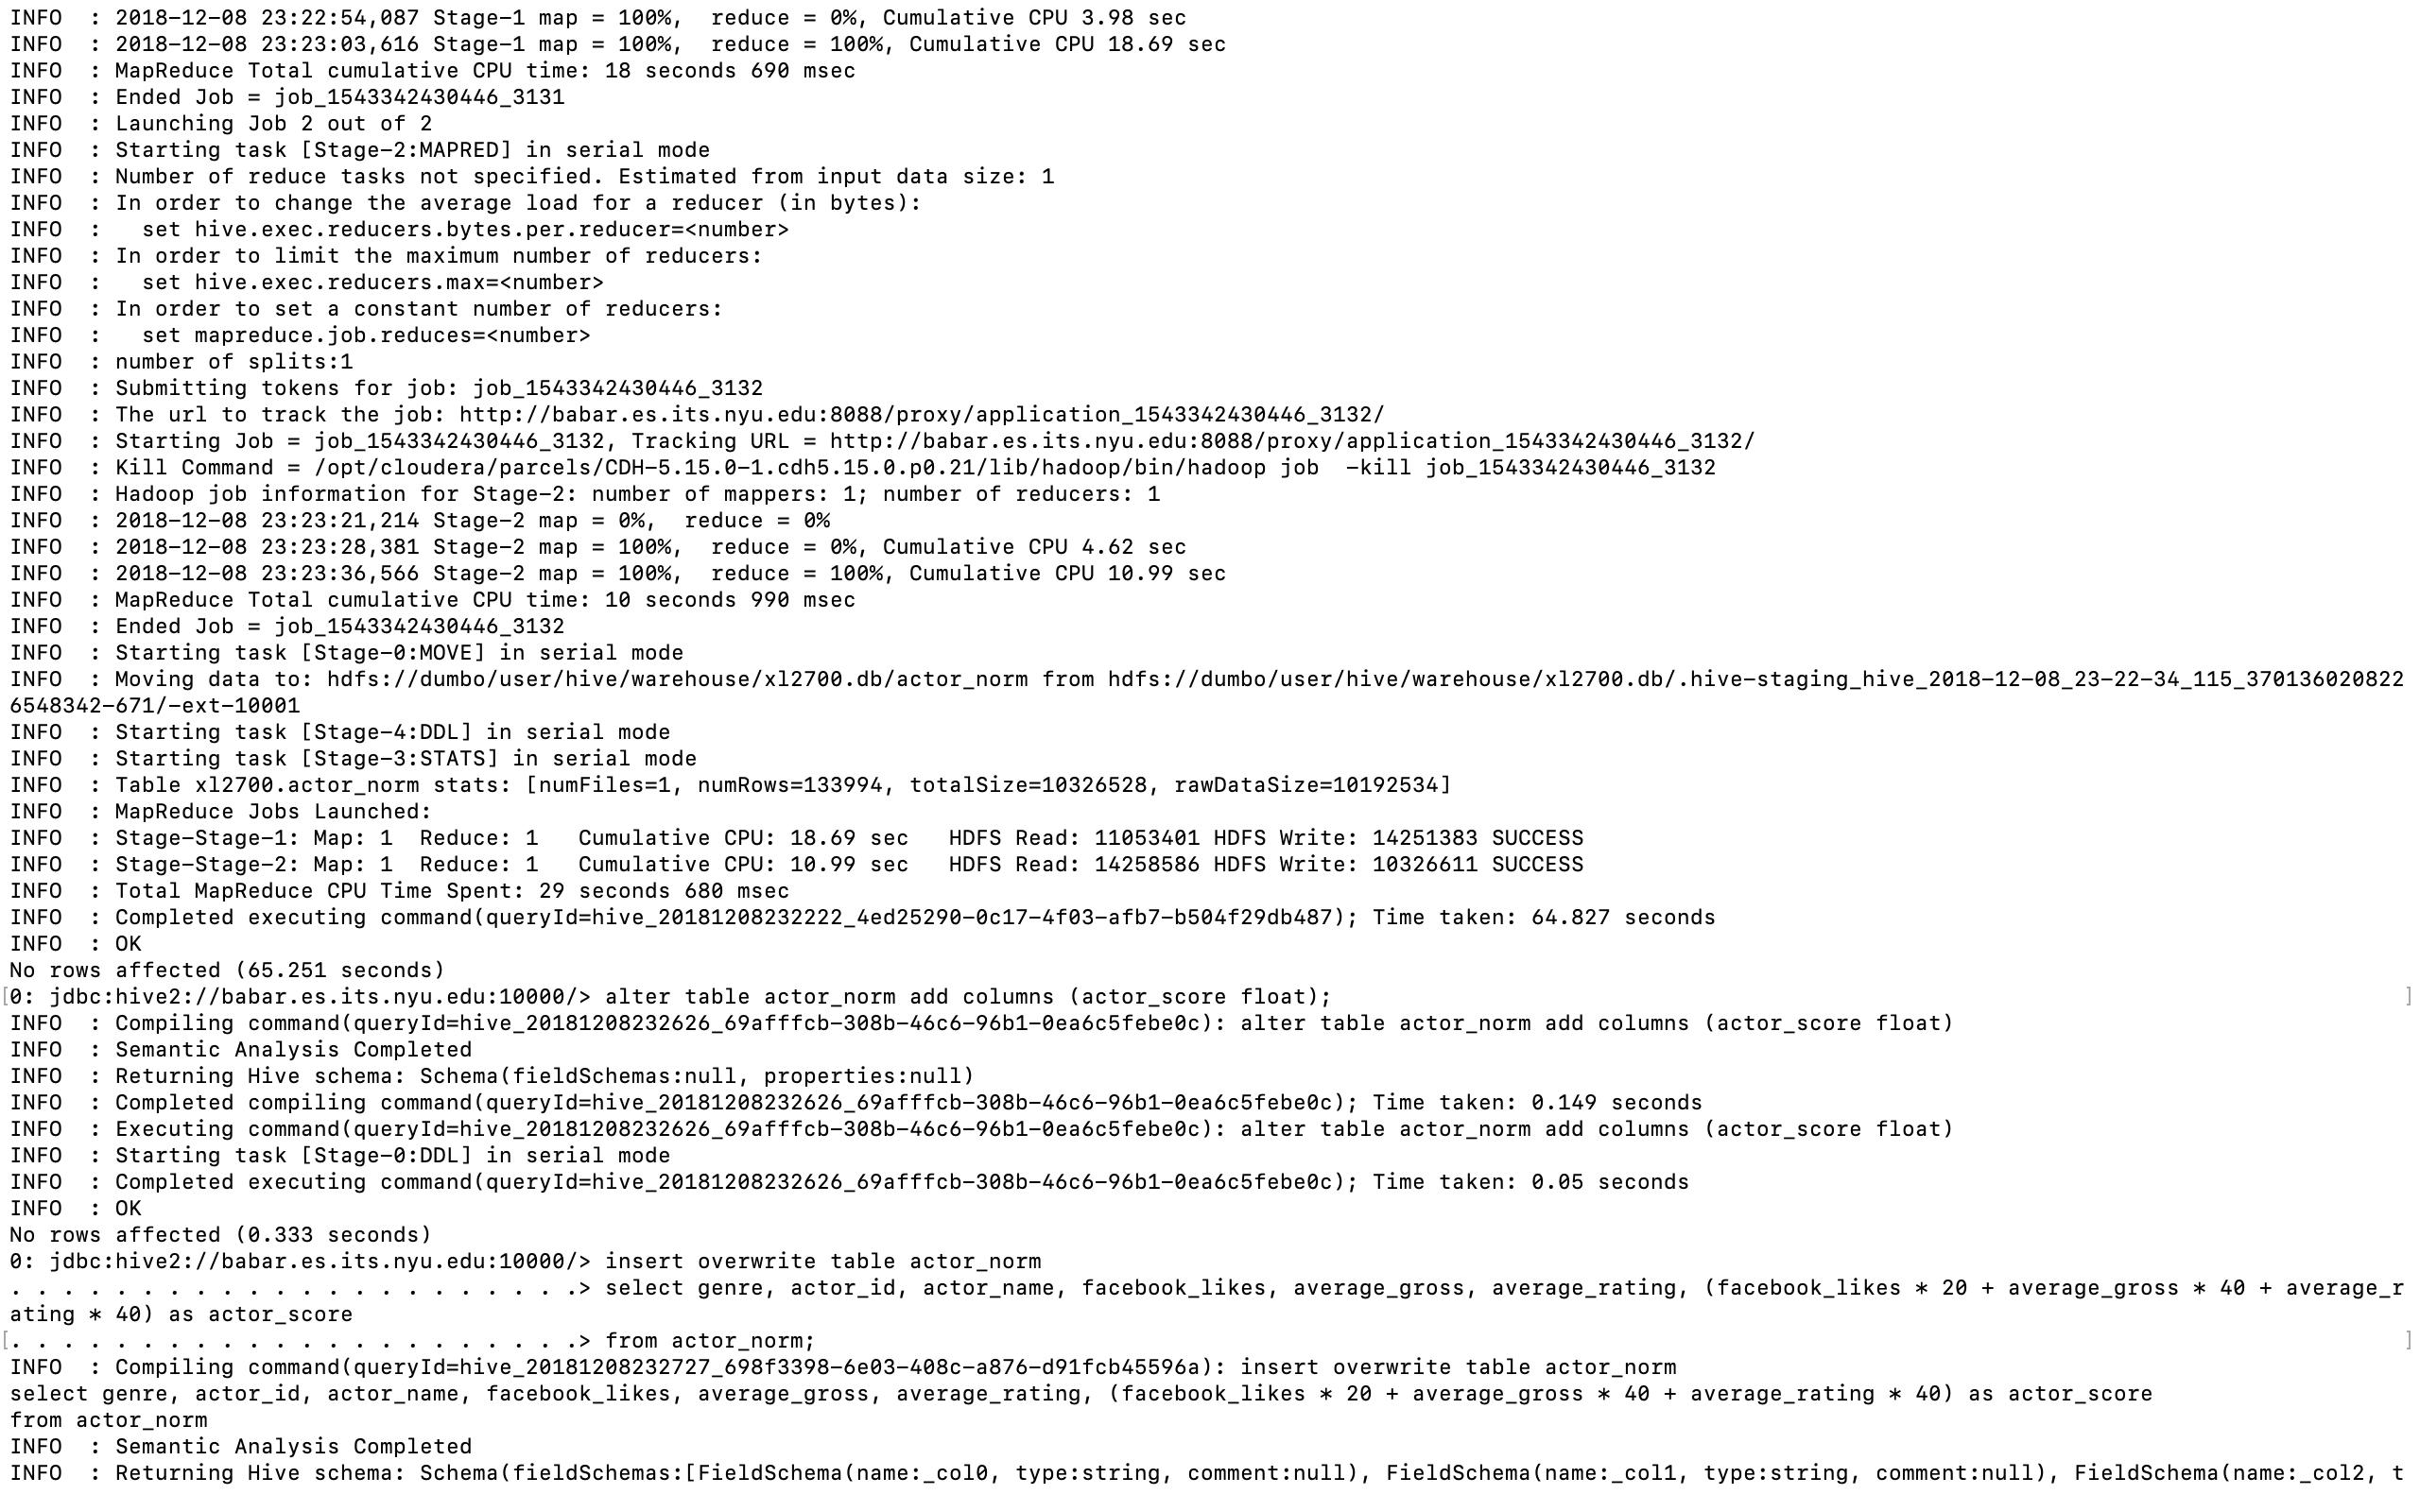 INFO  : 2018-12-08 23:22:54,087 Stage-1 map = 100%,  reduce = 0%, Cumulative CPU 3.98 sec
INFO  : 2018-12-08 23:23:03,616 Stage-1 map = 100%,  reduce = 100%, Cumulative CPU 18.69 sec
INFO  : MapReduce Total cumulative CPU time: 18 seconds 690 msec
INFO  : Ended Job = job_1543342430446_3131
INFO  : Launching Job 2 out of 2
INFO  : Starting task [Stage-2:MAPRED] in serial mode
INFO  : Number of reduce tasks not specified. Estimated from input data size: 1
INFO  : In order to change the average load for a reducer (in bytes):
INFO  :   set hive.exec.reducers.bytes.per.reducer=<number>
INFO  : In order to limit the maximum number of reducers:
INFO  :   set hive.exec.reducers.max=<number>
INFO  : In order to set a constant number of reducers:
INFO  :   set mapreduce.job.reduces=<number>
INFO  : number of splits:1
INFO  : Submitting tokens for job: job_1543342430446_3132
INFO  : The url to track the job: http://babar.es.its.nyu.edu:8088/proxy/application_1543342430446_3132/
INFO  : Starting Job = job_1543342430446_3132, Tracking URL = http://babar.es.its.nyu.edu:8088/proxy/application_1543342430446_3132/
INFO  : Kill Command = /opt/cloudera/parcels/CDH-5.15.0-1.cdh5.15.0.p0.21/lib/hadoop/bin/hadoop job  -kill job_1543342430446_3132
INFO  : Hadoop job information for Stage-2: number of mappers: 1; number of reducers: 1
INFO  : 2018-12-08 23:23:21,214 Stage-2 map = 0%,  reduce = 0%
INFO  : 2018-12-08 23:23:28,381 Stage-2 map = 100%,  reduce = 0%, Cumulative CPU 4.62 sec
INFO  : 2018-12-08 23:23:36,566 Stage-2 map = 100%,  reduce = 100%, Cumulative CPU 10.99 sec
INFO  : MapReduce Total cumulative CPU time: 10 seconds 990 msec
INFO  : Ended Job = job_1543342430446_3132
INFO  : Starting task [Stage-0:MOVE] in serial mode
INFO  : Moving data to: hdfs://dumbo/user/hive/warehouse/xl2700.db/actor_norm from hdfs://dumbo/user/hive/warehouse/xl2700.db/.hive-staging_hive_2018-12-08_23-22-34_115_370136020822
6548342-671/-ext-10001
INFO  : Starting task [Stage-4:DDL] in serial mode
INFO  : Starting task [Stage-3:STATS] in serial mode
INFO  : Table xl2700.actor_norm stats: [numFiles=1, numRows=133994, totalSize=10326528, rawDataSize=10192534]
INFO  : MapReduce Jobs Launched:
INFO  : Stage-Stage-1: Map: 1  Reduce: 1   Cumulative CPU: 18.69 sec   HDFS Read: 11053401 HDFS Write: 14251383 SUCCESS
INFO  : Stage-Stage-2: Map: 1  Reduce: 1   Cumulative CPU: 10.99 sec   HDFS Read: 14258586 HDFS Write: 10326611 SUCCESS
INFO  : Total MapReduce CPU Time Spent: 29 seconds 680 msec
INFO  : Completed executing command(queryId=hive_20181208232222_4ed25290-0c17-4f03-afb7-b504f29db487); Time taken: 64.827 seconds
INFO  : OK
No rows affected (65.251 seconds)
[0: jdbc:hive2://babar.es.its.nyu.edu:10000/> alter table actor_norm add columns (actor_score float); ]
INFO  : Compiling command(queryId=hive_20181208232626_69afffcb-308b-46c6-96b1-0ea6c5febe0c): alter table actor_norm add columns (actor_score float)
INFO  : Semantic Analysis Completed
INFO  : Returning Hive schema: Schema(fieldSchemas:null, properties:null)
INFO  : Completed compiling command(queryId=hive_20181208232626_69afffcb-308b-46c6-96b1-0ea6c5febe0c); Time taken: 0.149 seconds
INFO  : Executing command(queryId=hive_20181208232626_69afffcb-308b-46c6-96b1-0ea6c5febe0c): alter table actor_norm add columns (actor_score float)
INFO  : Starting task [Stage-0:DDL] in serial mode
INFO  : Completed executing command(queryId=hive_20181208232626_69afffcb-308b-46c6-96b1-0ea6c5febe0c); Time taken: 0.05 seconds
INFO  : OK
No rows affected (0.333 seconds)
0: jdbc:hive2://babar.es.its.nyu.edu:10000/> insert overwrite table actor_norm
. . . . . . . . . . . . . . . . . . . . . .> select genre, actor_id, actor_name, facebook_likes, average_gross, average_rating, (facebook_likes * 20 + average_gross * 40 + average_r
ating * 40) as actor_score
[. . . . . . . . . . . . . . . . . . . . . .> from actor_norm; ]
INFO  : Compiling command(queryId=hive_20181208232727_698f3398-6e03-408c-a876-d91fcb45596a): insert overwrite table actor_norm
select genre, actor_id, actor_name, facebook_likes, average_gross, average_rating, (facebook_likes * 20 + average_gross * 40 + average_rating * 40) as actor_score
from actor_norm
INFO  : Semantic Analysis Completed
INFO  : Returning Hive schema: Schema(fieldSchemas:[FieldSchema(name:_col0, type:string, comment:null), FieldSchema(name:_col1, type:string, comment:null), FieldSchema(name:_col2, t